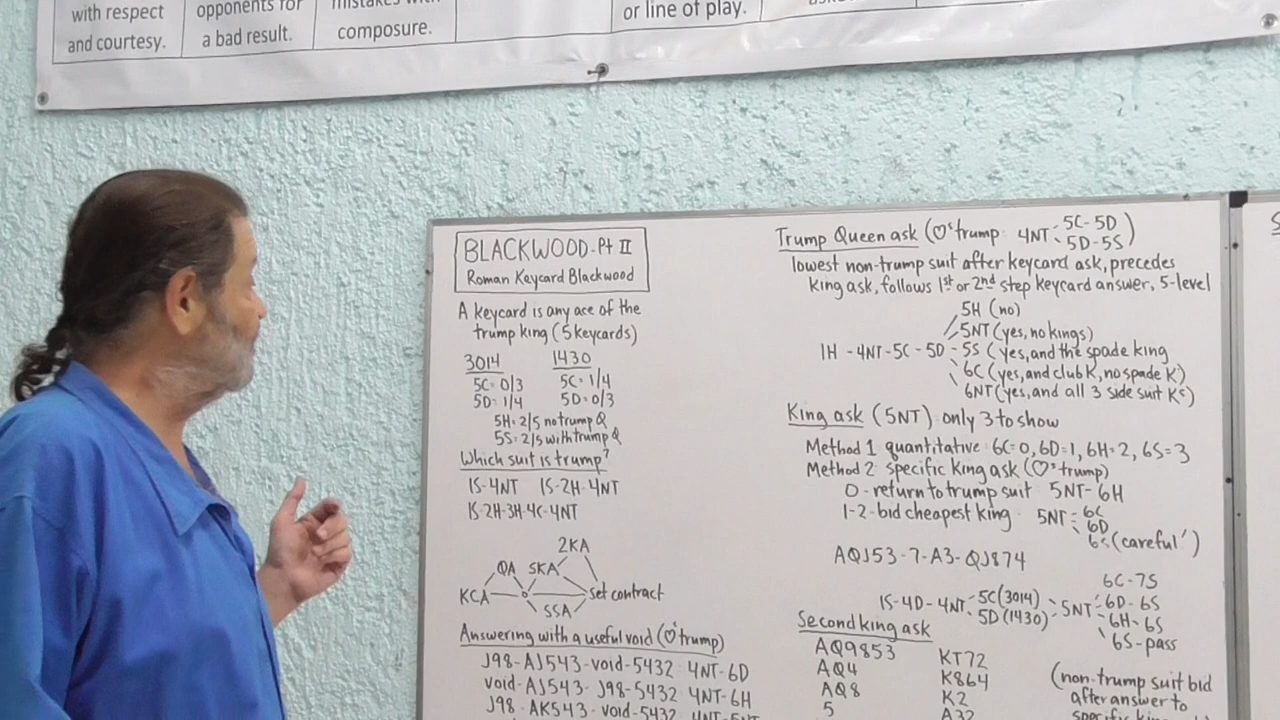 with respect
and courtesy.
opponents for
a bad result.
mistakes with
composure.
or line of play.
BLACKWOOD-Pt II
Roman Keycard Blackwood
A keycard is any ace of the
trump king (5 keycards)
3014 1430
5C=0/3 5C=1/4
5D=1/4 5D=0/3
5H=2/5 no trump Q
5S=2/5 with trump Q
Which suit is trump?
1S-4NT 1S-2H-4NT
1S-2H-3H-4C-4NT
2KA
QA SKA
KCA Set contract
SSA
Answering with a useful void (♡'s trump)
J98-AJ543-void-5432 4NT-6D
void-AJ543-J98-5432 4NT-6H
J98-AK543-void-5432 4NT-5NT
Trump Queen ask (♡'s trump: 4NT 5C-5D
5D-5S)
lowest non-trump suit after keycard ask, precedes
king ask, follows 1st or 2nd step keycard answer, 5-level
5H (no)
5NT (yes, no kings)
1H-4NT-5C-5D-5S (yes, and the spade king
6C (yes, and club K, no spade K)
6NT (yes, and all 3 side suit Ks)
King ask (5NT) only 3 to show
Method 1 quantitative: 6C=0, 6D=1, 6H=2, 6S=3
Method 2: specific king ask (♡'s trump)
0-return to trump suit 5NT-6H
1-2-bid cheapest king 5NT 6C
6D
6S (careful!)
AQJ53-7-A3-QJ874
6C-7S
1S-4D-4NT 5C(3014) 5NT 6D-6S
5D(1430) 6H-6S
6S-pass
Second king ask
AQ9853 KT72
AQ4 K864
AQ8 K2
5 A32
(non-trump suit bid
after answer to